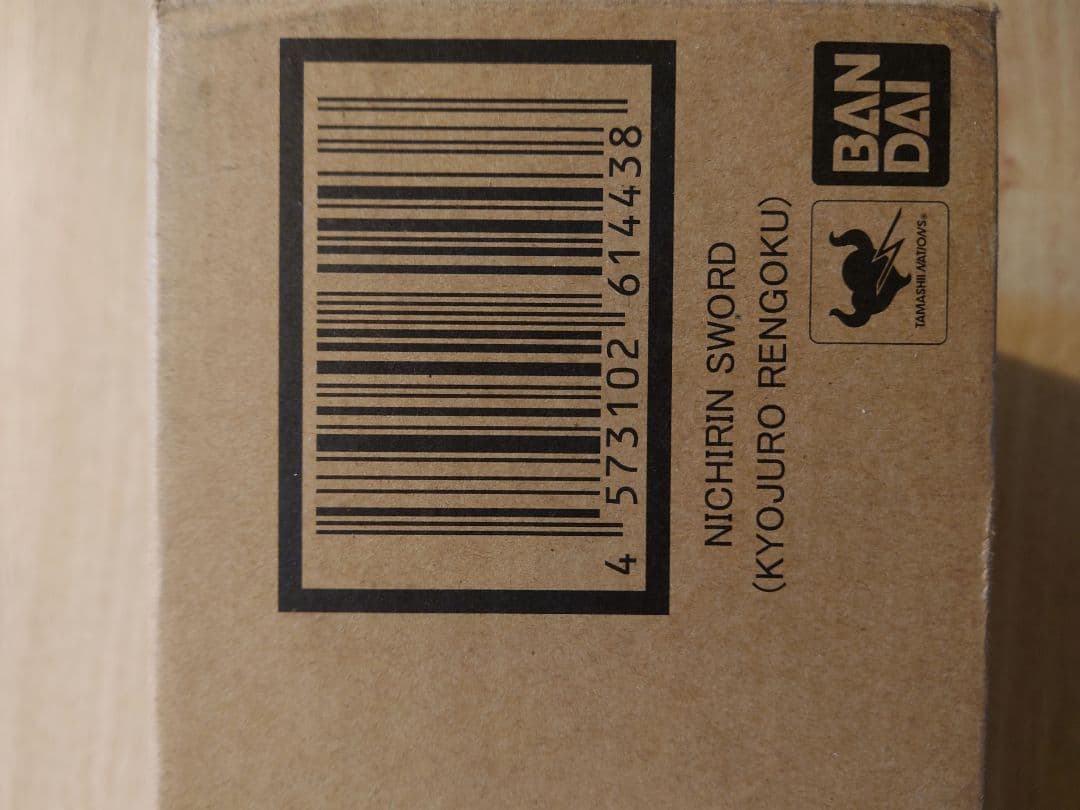 4 573102 614438
NICHIRIN SWORD
(KYOJURO RENGOKU)
TAMASHII NATIONS®
BAN
DAI